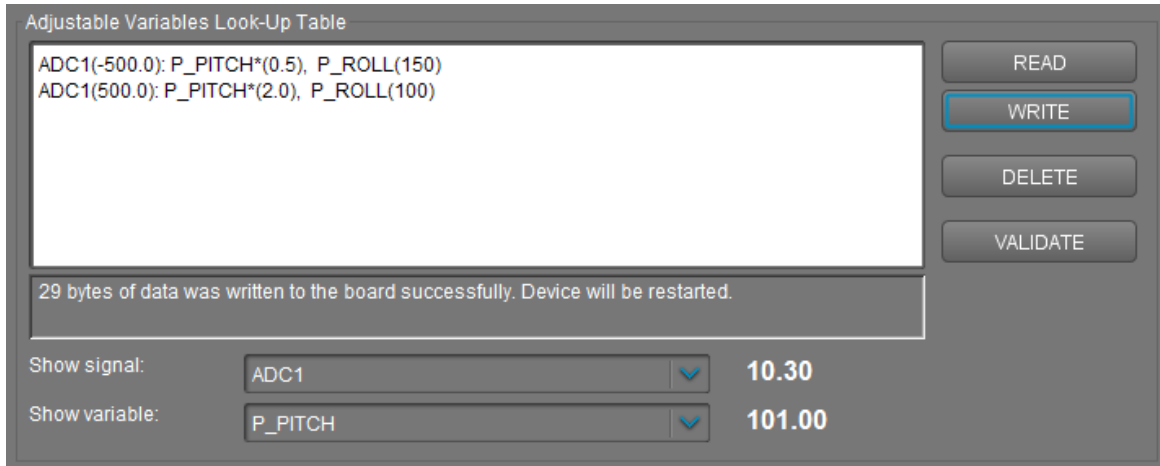 Adjustable Variables Look-Up Table
ADC1(-500.0): P_PITCH*(0.5), P_ROLL(150)
ADC1(500.0): P_PITCH*(2.0), P_ROLL(100)
READ
WRITE
DELETE
VALIDATE
29 bytes of data was written to the board successfully. Device will be restarted.
Show signal: ADC1 10.30
Show variable: P_PITCH 101.00